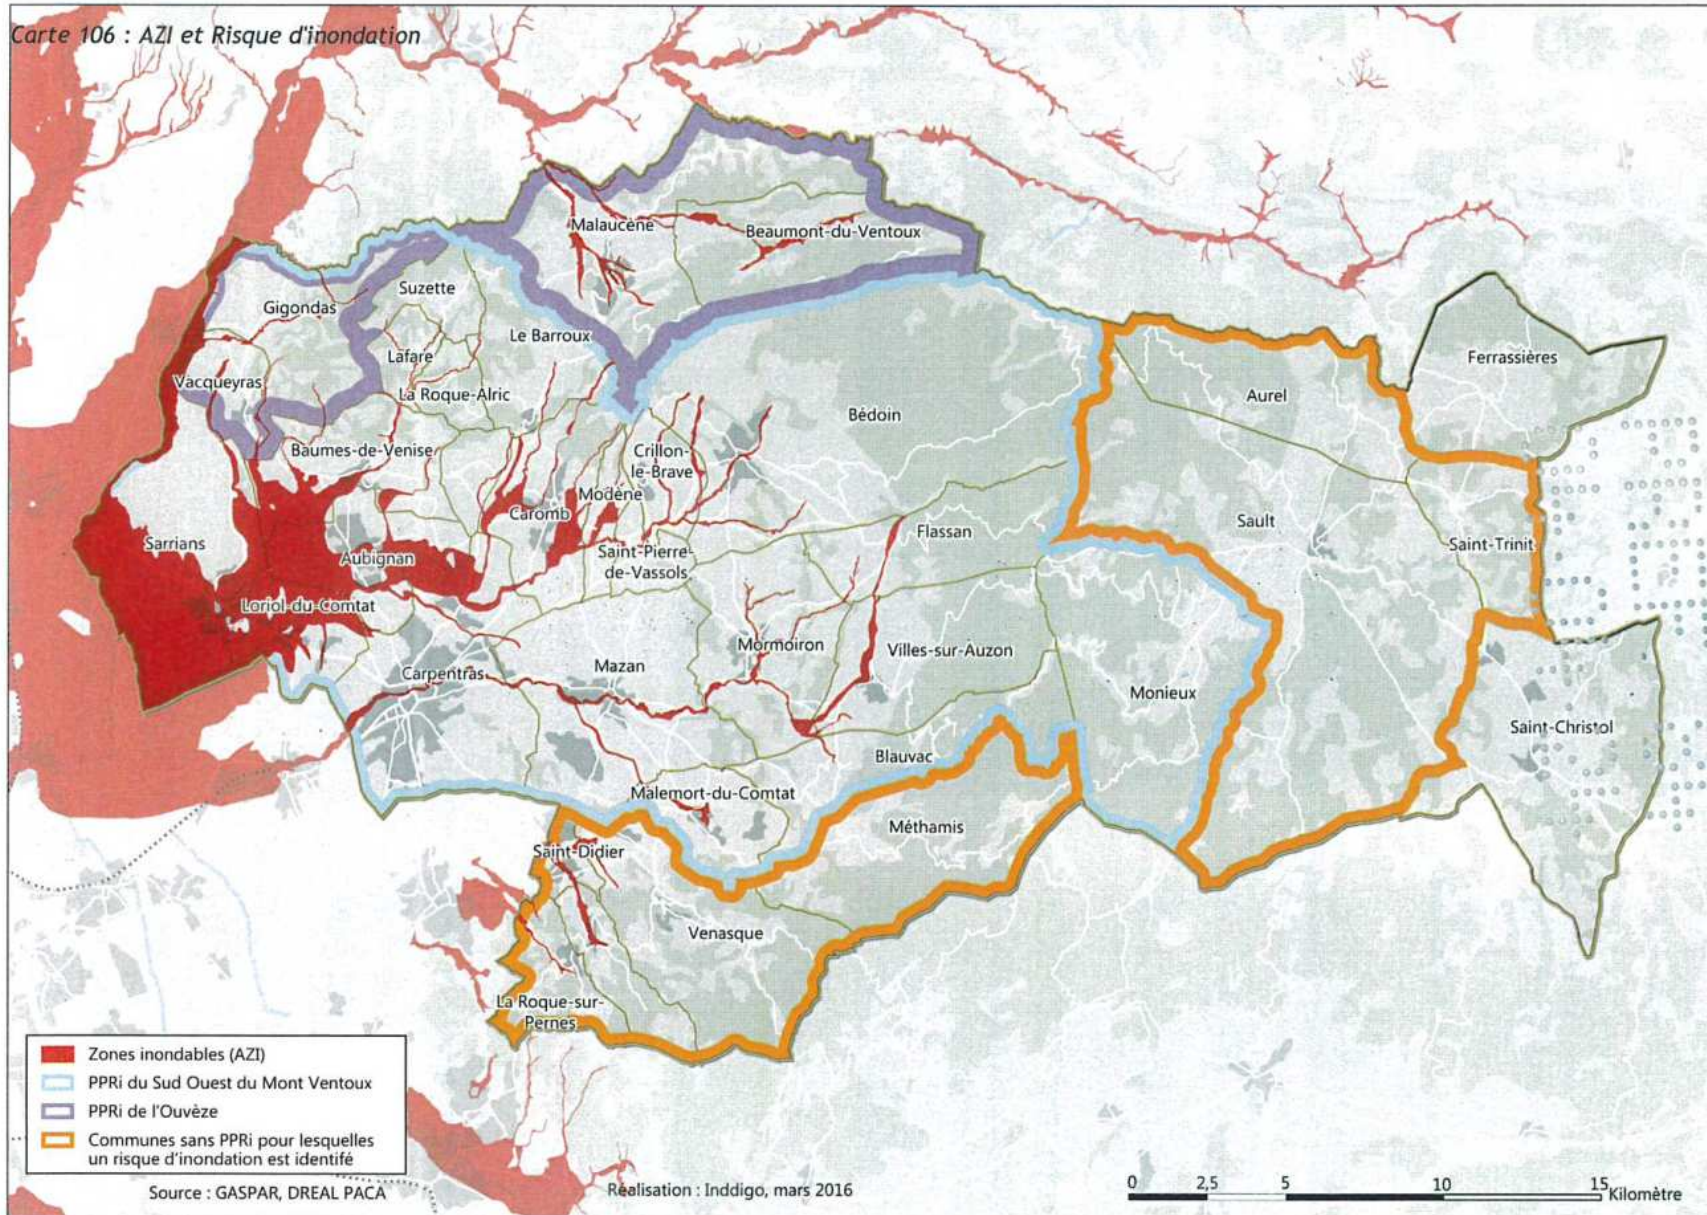 Carte 106 : AZI et Risque d'inondation
Malaucène
Beaumont-du-Ventoux
Suzette
Gigondas
Le Barroux
Lafare
Ferrassières
Vacqueyras
La Roque-Alric
Aurel
Bédoin
Baumes-de-Venise
Crillon-
le-Brave
Modène
Caromb
Sarrians
Flassan
Sault
Saint-Trinit
Aubignan
Saint-Pierre-
de-Vassols
Loriol-du-Comtat
Mormoiron
Villes-sur-Auzon
Carpentras
Mazan
Monieux
Saint-Christol
Blauvac
Malemort-du-Comtat
Méthamis
Saint-Didier
Venasque
La Roque-sur-
Pernes
Zones inondables (AZI)
PPRi du Sud Ouest du Mont Ventoux
PPRi de l'Ouvèze
Communes sans PPRi pour lesquelles
un risque d'inondation est identifé
Source : GASPAR, DREAL PACA
Réalisation : Inddigo, mars 2016
0 2,5 5 10 15
Kilomètre